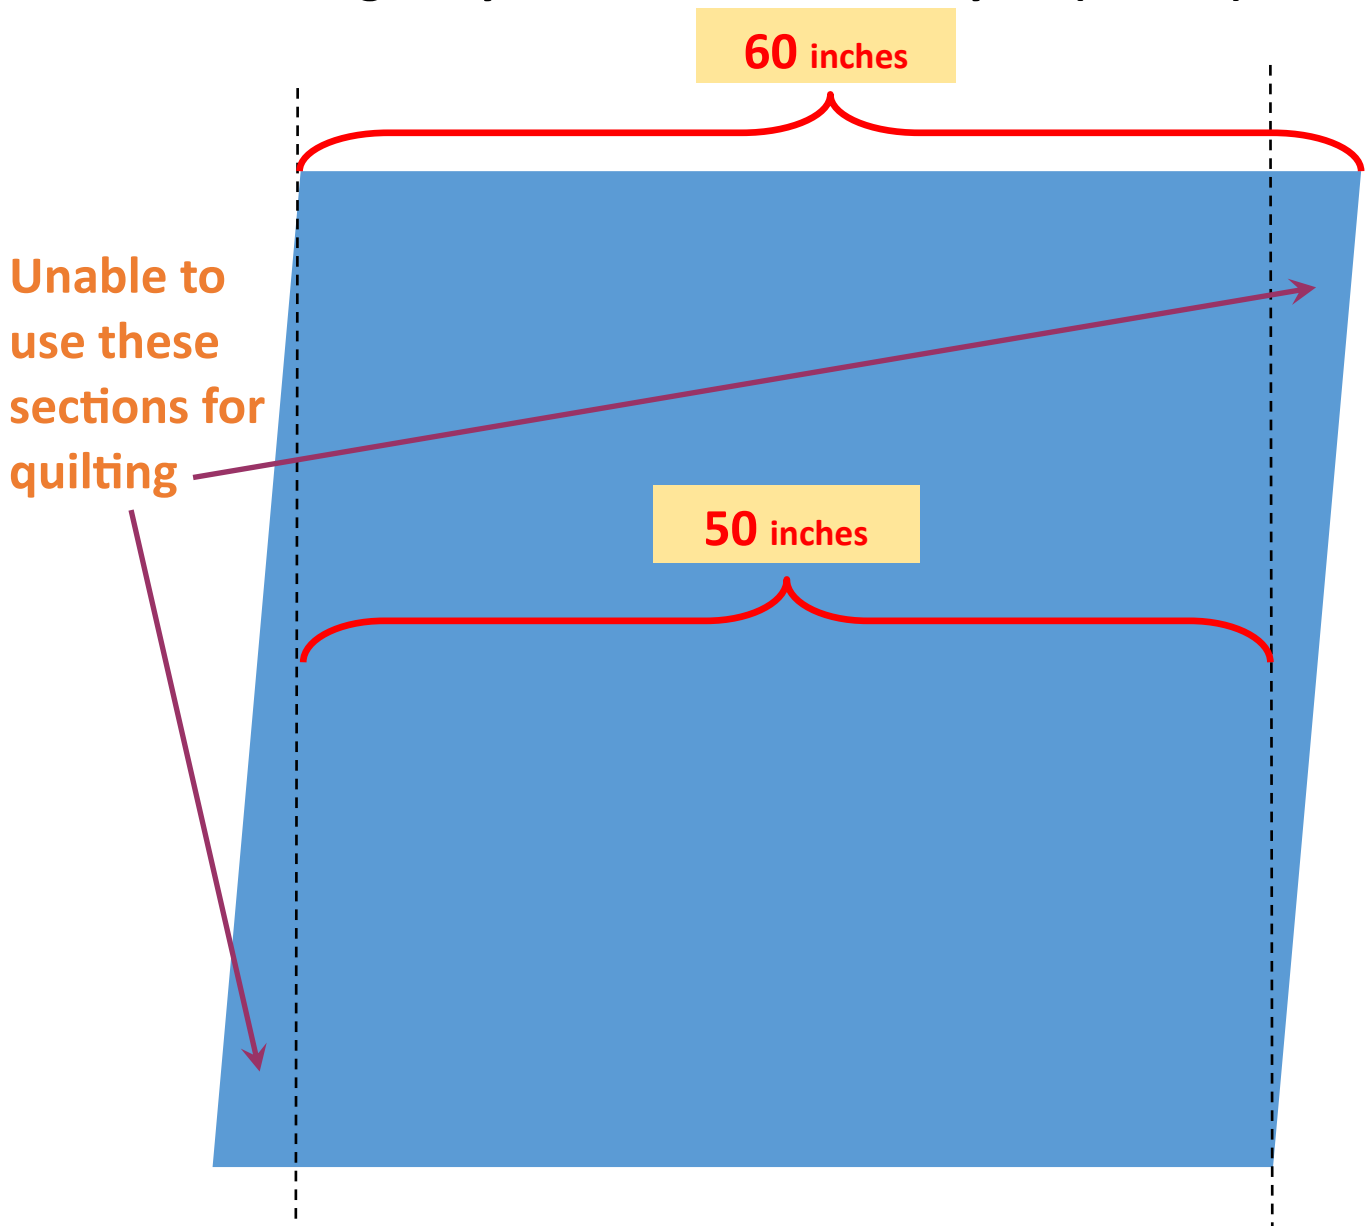 60 inches
Unable to
use these
sections for
quilting
50 inches